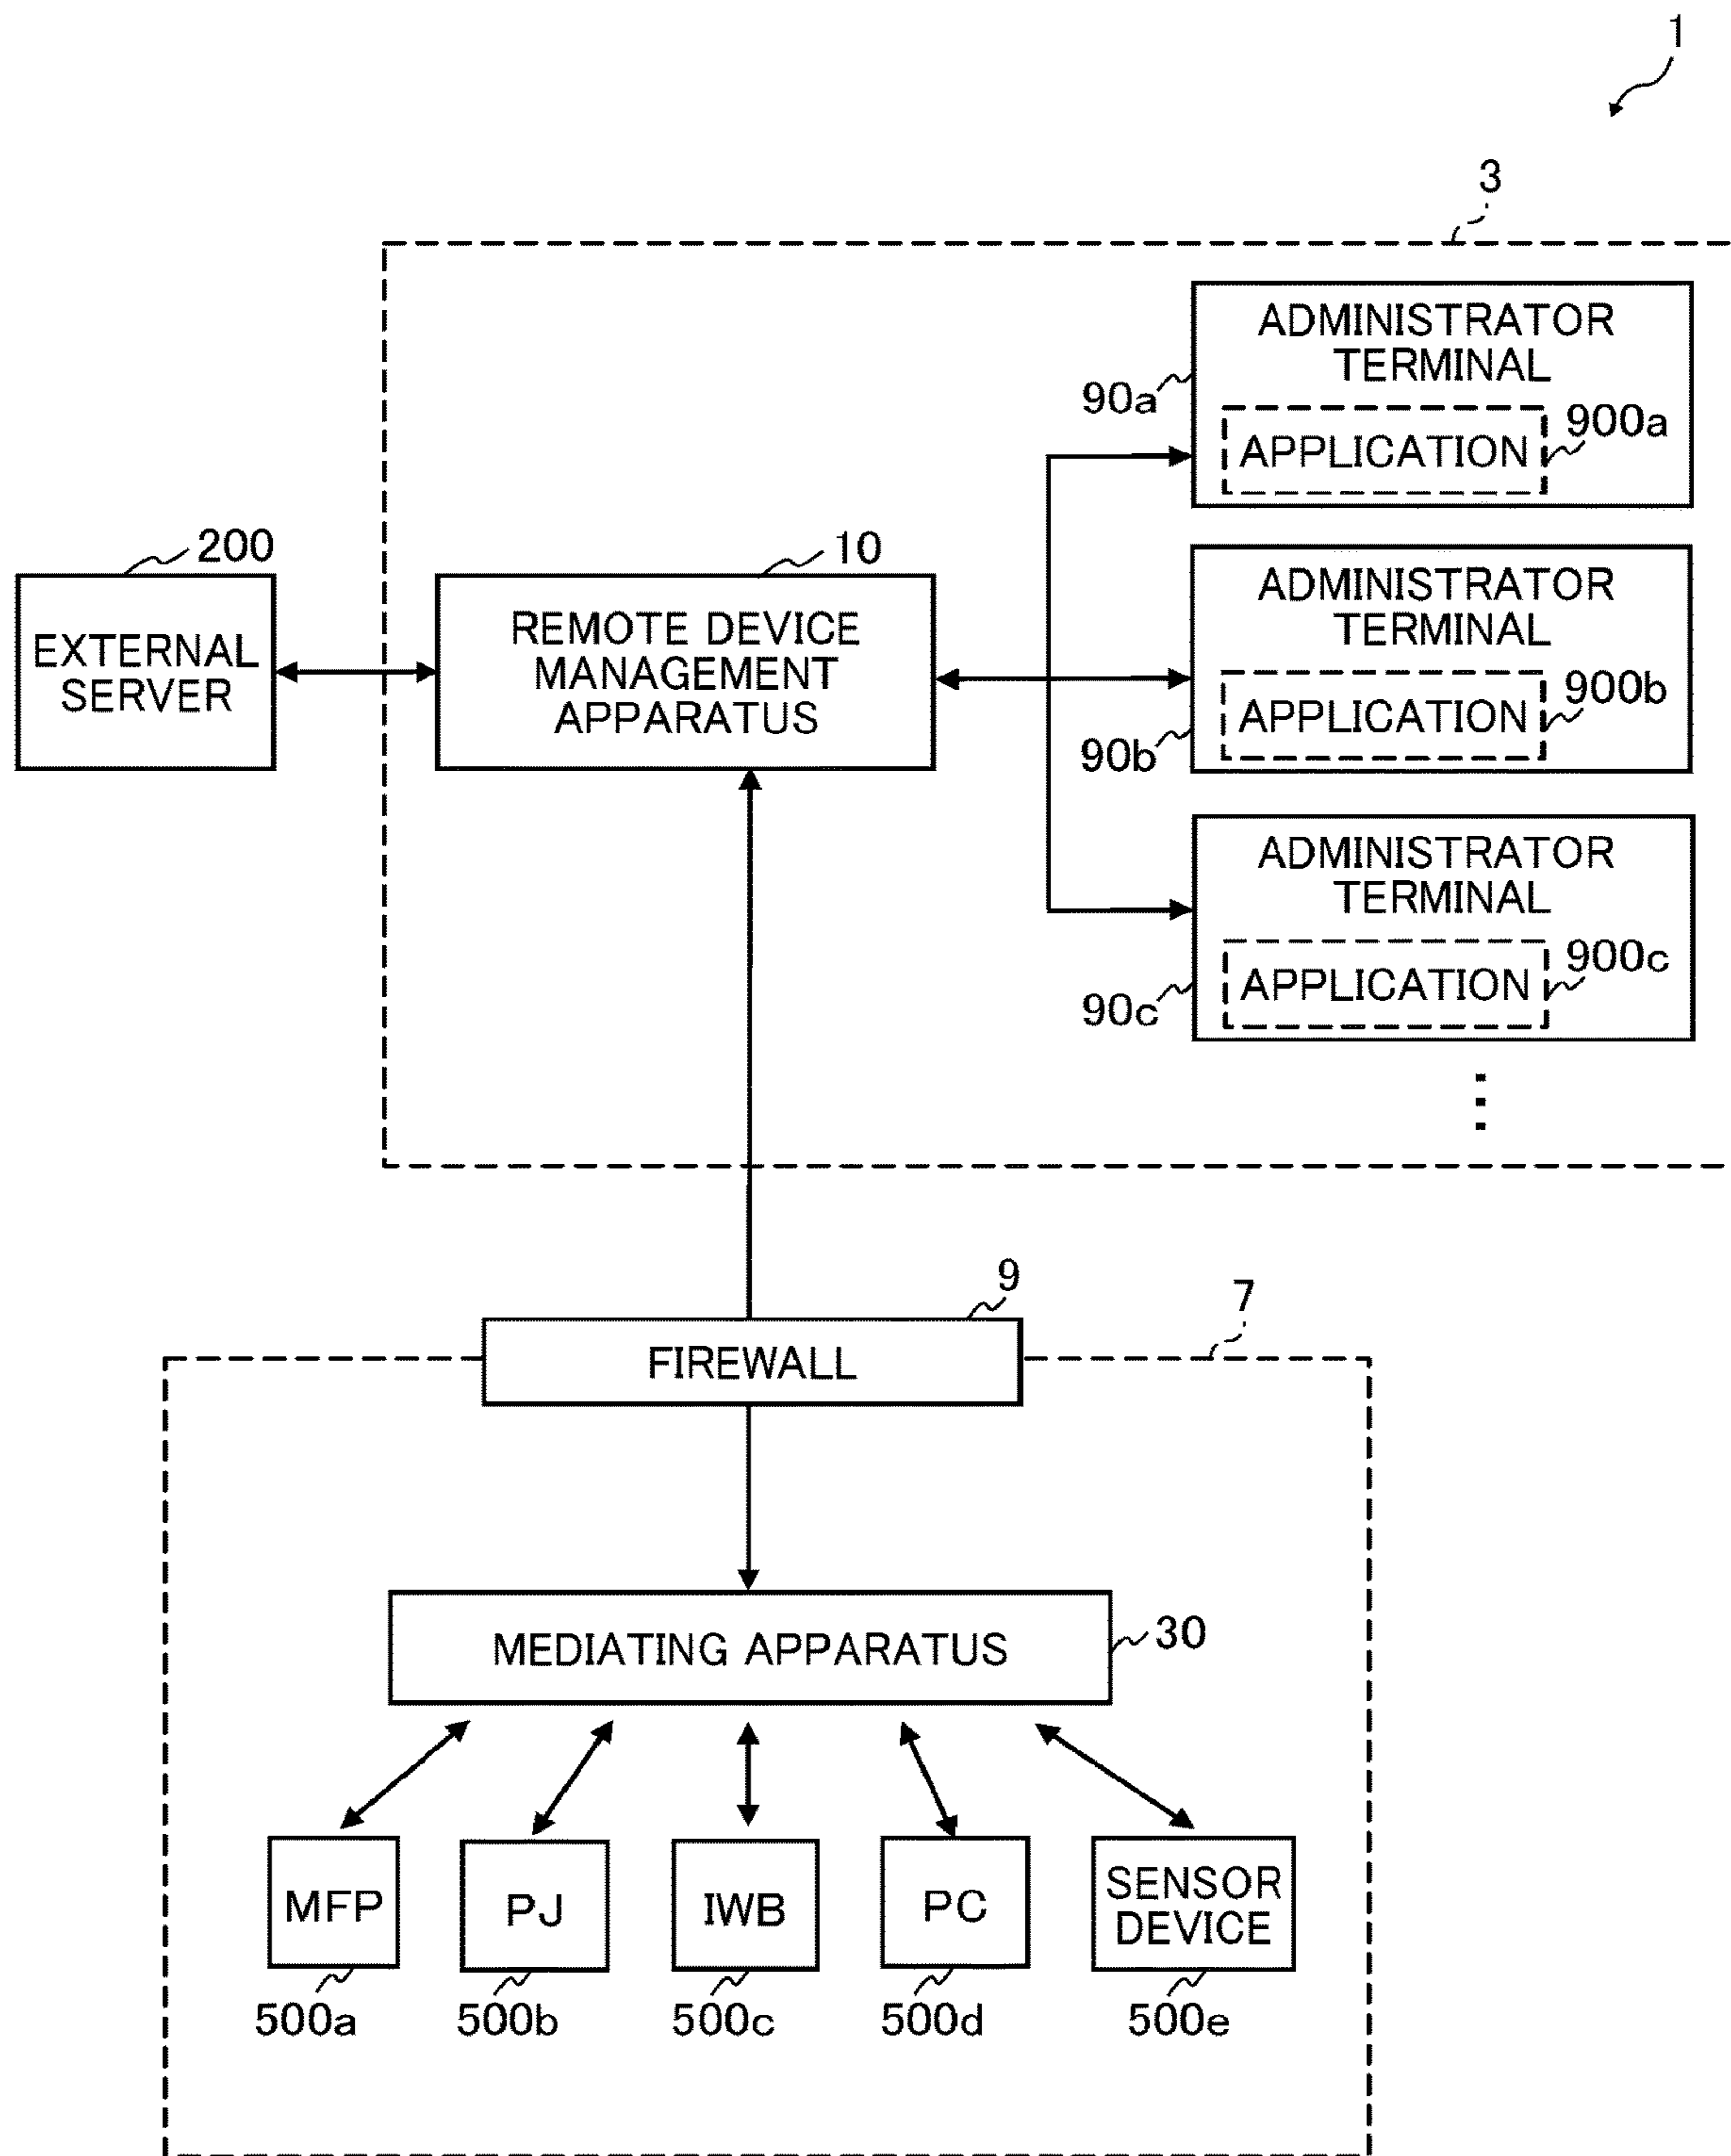 1
3
ADMINISTRATOR
TERMINAL
90a
900a
APPLICATION
200
10
EXTERNAL
SERVER
REMOTE DEVICE
MANAGEMENT
APPARATUS
ADMINISTRATOR
TERMINAL
900b
APPLICATION
90b
ADMINISTRATOR
TERMINAL
900c
APPLICATION
90c
9
7
FIREWALL
MEDIATING APPARATUS
30
MFP
PJ
IWB
PC
SENSOR
DEVICE
500a
500b
500c
500d
500e